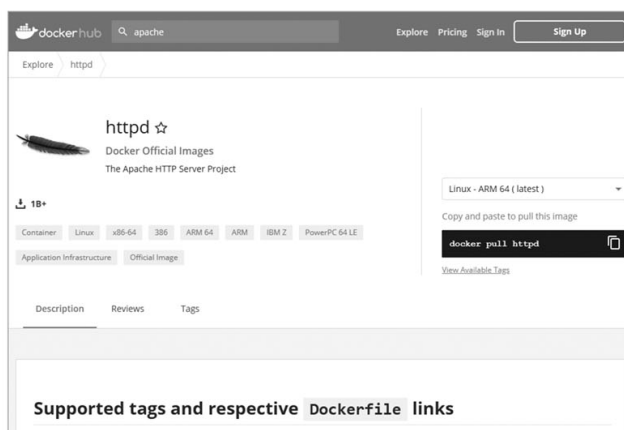 dockerhub apache Explore Pricing Sign In Sign Up
Explore httpd
httpd
Docker Official Images
The Apache HTTP Server Project
1B+
Container Linux x86-64 386 ARM 64 ARM IBM Z PowerPC 64 LE
Application Infrastructure Official Image
Linux - ARM 64 ( latest )
Copy and paste to pull this image
docker pull httpd
View Available Tags
Description Reviews Tags
Supported tags and respective Dockerfile links